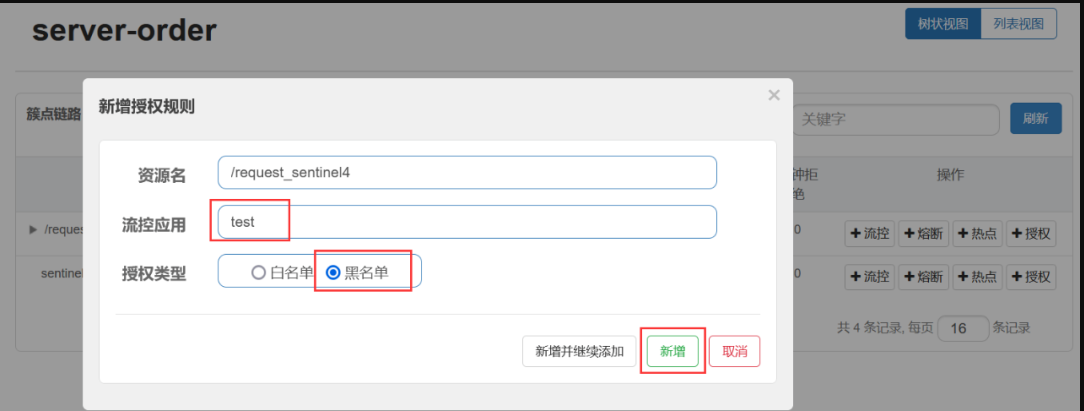 server-order
树状视图 列表视图
簇点链路
新增授权规则
×
关键字
刷新
资源名
/request_sentinel4
钟拒
操作
流控应用
test
/reque
0
流控 熔断 热点 授权
授权类型
白名单 黑名单
sentine
0
流控 熔断 热点 授权
共 4 条记录, 每页 16 条记录
新增并继续添加
新增
取消